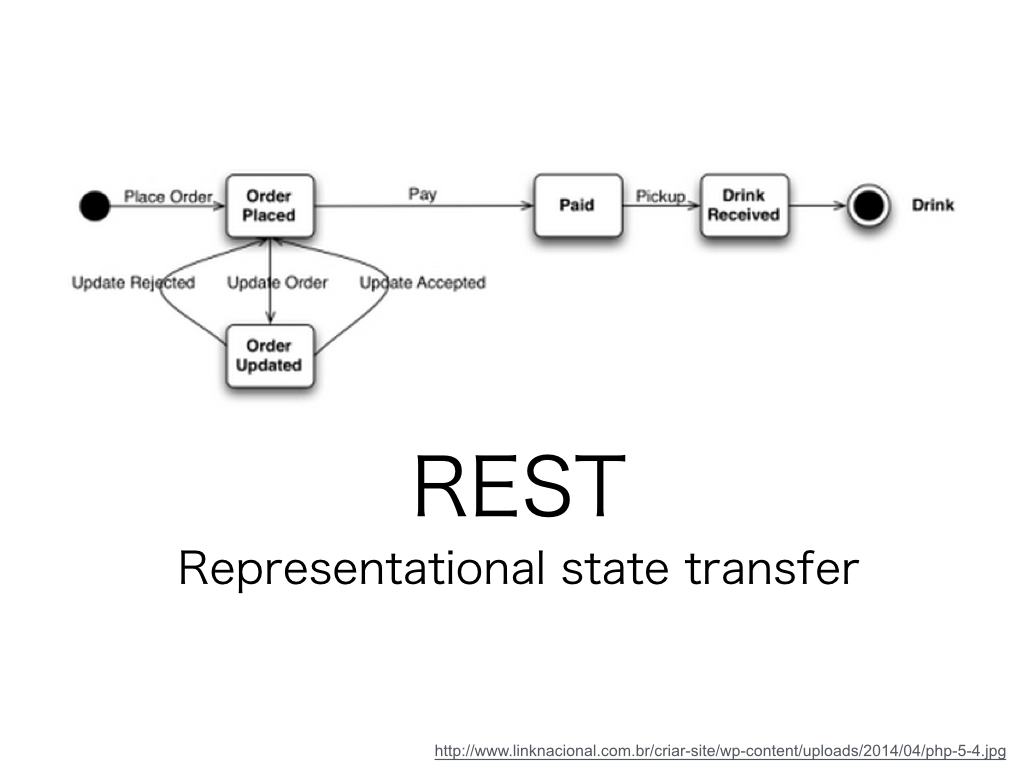 Place Order
Order
Placed
Pay
Paid
Pickup
Drink
Received
Drink
Update Rejected
Update Order
Update Accepted
Order
Updated
REST
Representational state transfer
http://www.linknacional.com.br/criar-site/wp-content/uploads/2014/04/php-5-4.jpg